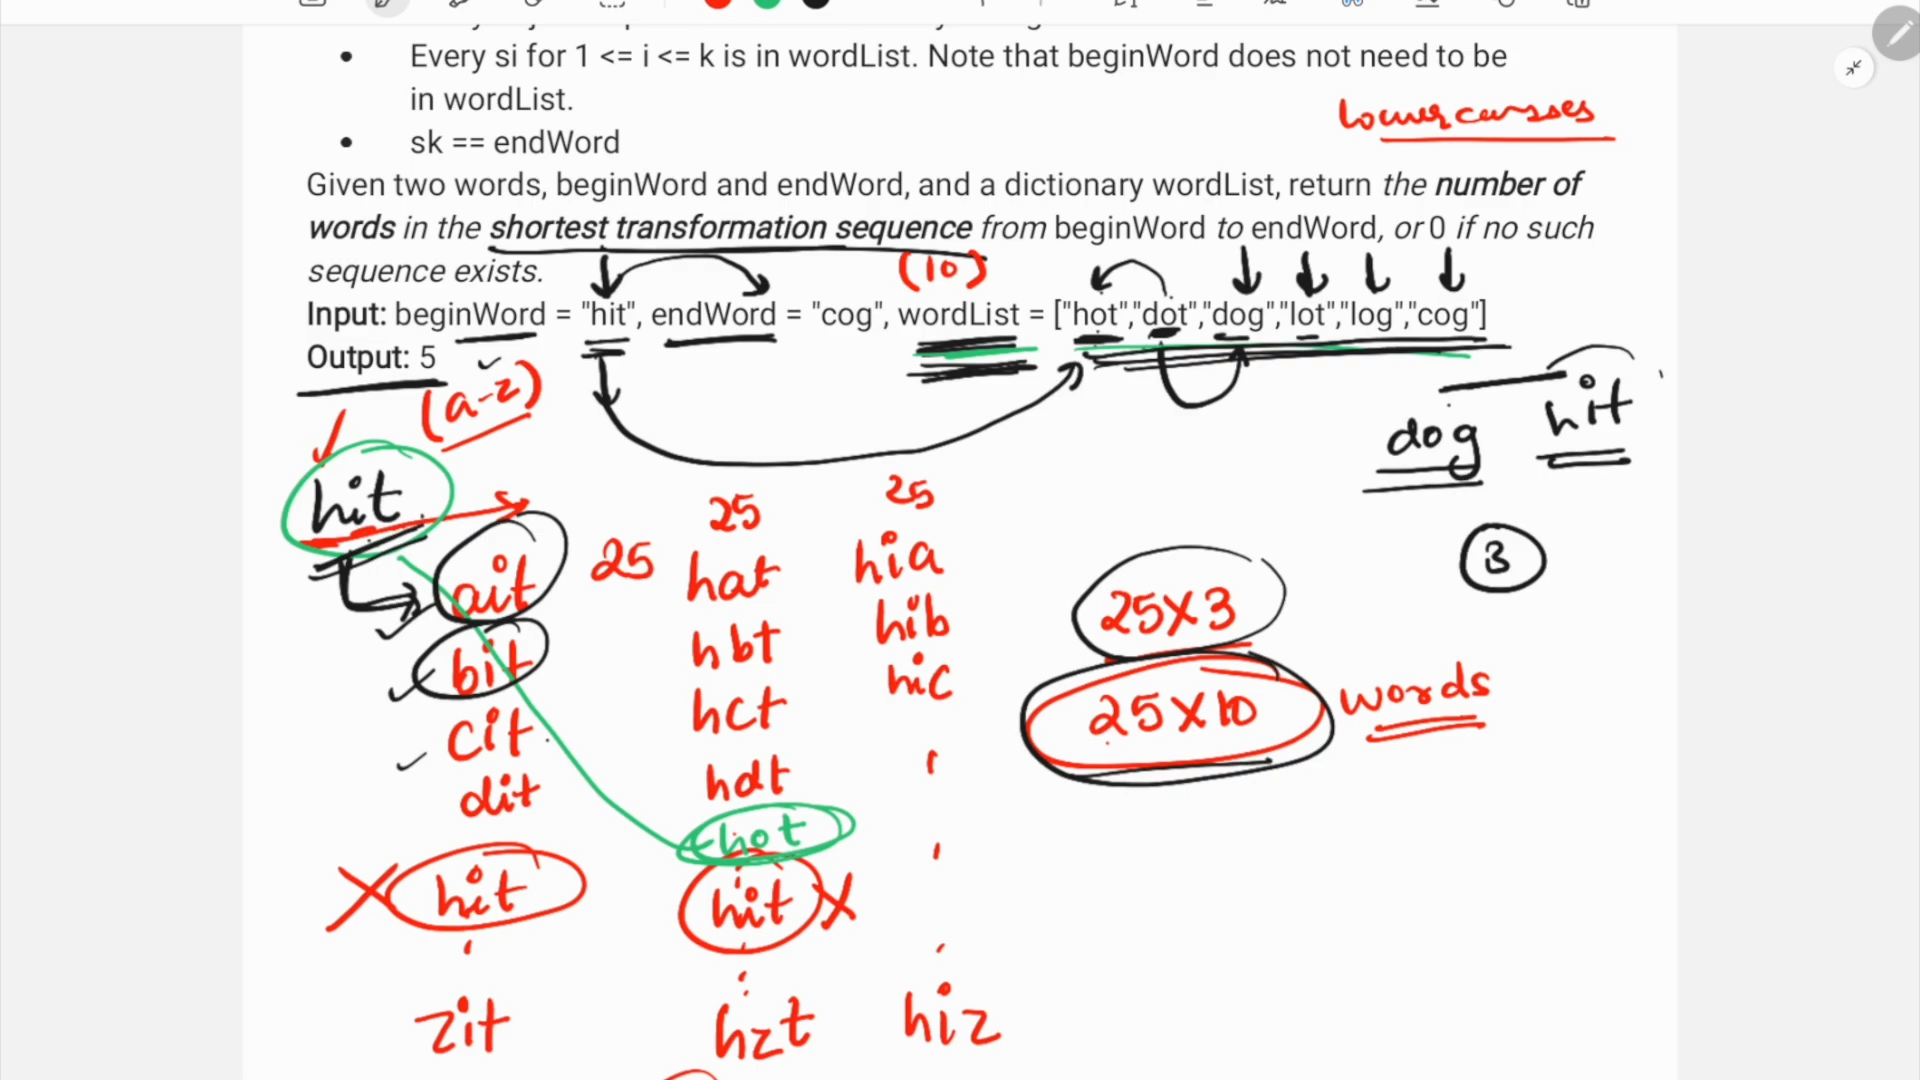 • Every si for 1 <= i <= k is in wordList. Note that beginWord does not need to be
in wordList.
lowercasses
• sk == endWord
Given two words, beginWord and endWord, and a dictionary wordList, return the number of
words in the shortest transformation sequence from beginWord to endWord, or 0 if no such
sequence exists.
(10)
Input: beginWord = "hit", endWord = "cog", wordList = ["hot","dot","dog","lot","log","cog"]
Output: 5
(a-z)
dog hit
hit
25 25
ait 25 hat hia
3
25X3
bit hbt hib
cit hct hic
25X10 words
dit hdt
hot
X hit hit X
zit hzt hiz